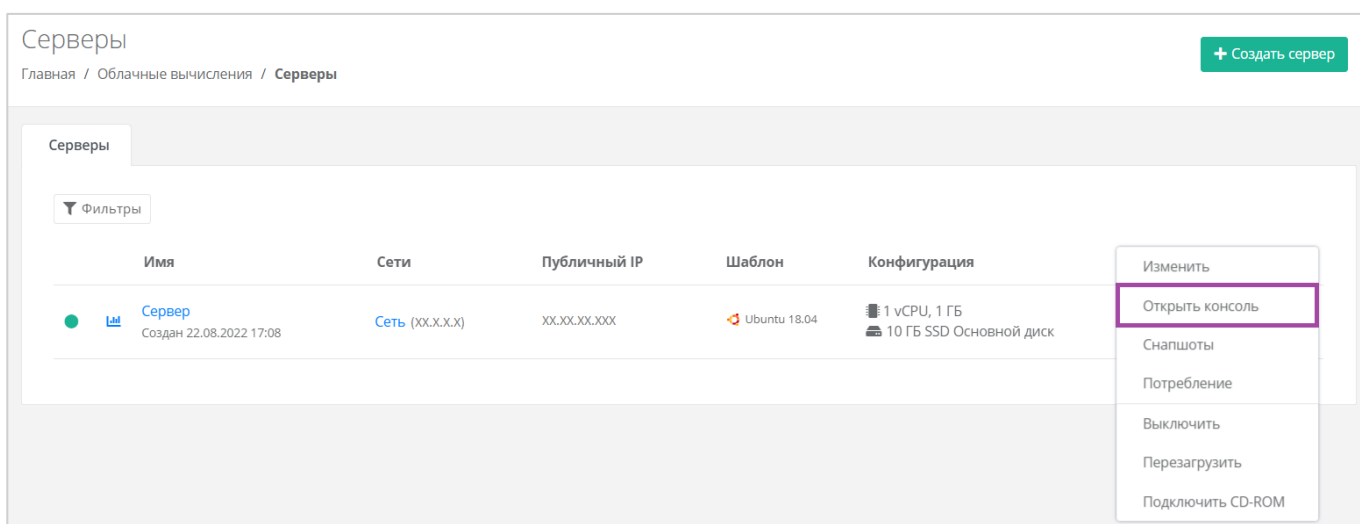 Серверы
+ Создать сервер
Главная / Облачные вычисления / Серверы
Серверы
Фильтры
Имя Сети Публичный IP Шаблон Конфигурация
Сервер
Создан 22.08.2022 17:08
Сеть (XX.X.X.X)
XX.XX.XX.XXX
Ubuntu 18.04
1 vCPU, 1 ГБ
10 ГБ SSD Основной диск
Изменить
Открыть консоль
Снапшоты
Потребление
Выключить
Перезагрузить
Подключить CD-ROM